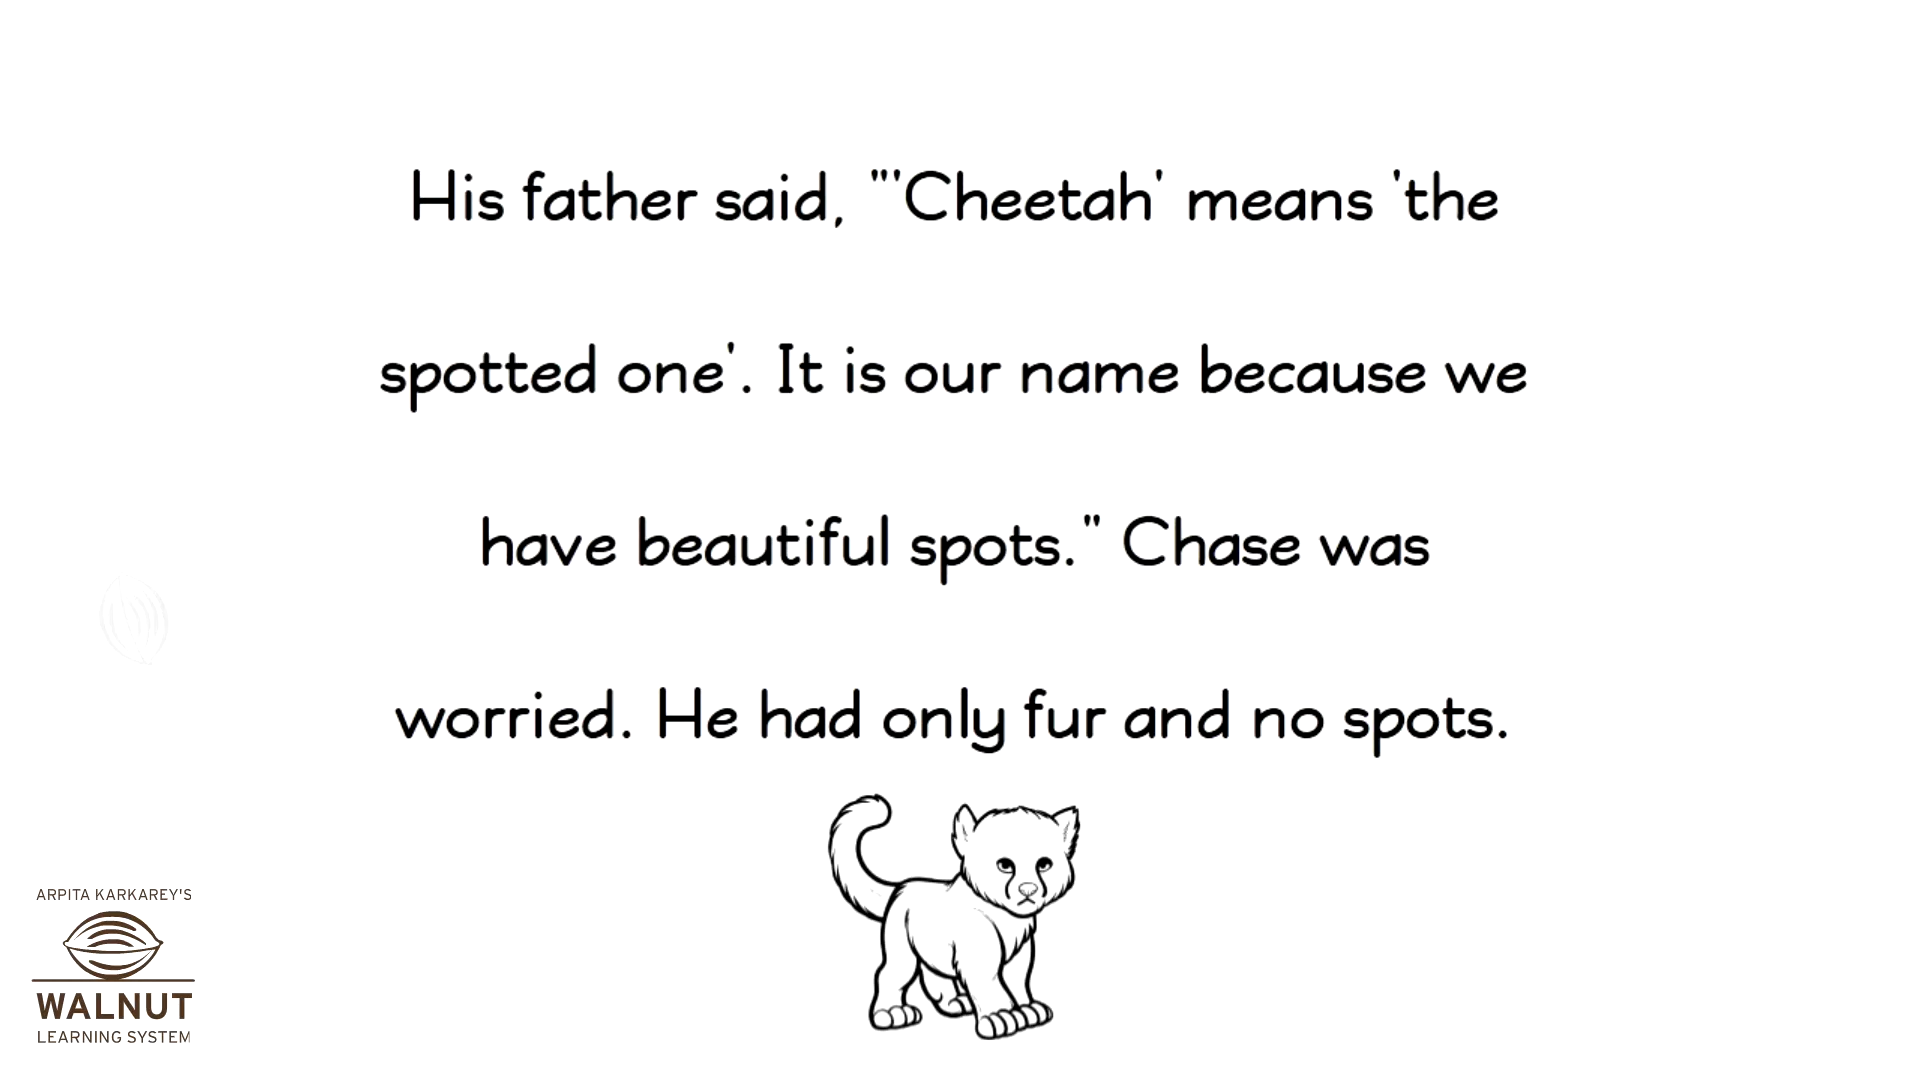 His father said, "'Cheetah' means 'the
spotted one'. It is our name because we
have beautiful spots." Chase was
worried. He had only fur and no spots.
ARPITA KARKAREY'S
WALNUT
LEARNING SYSTEM